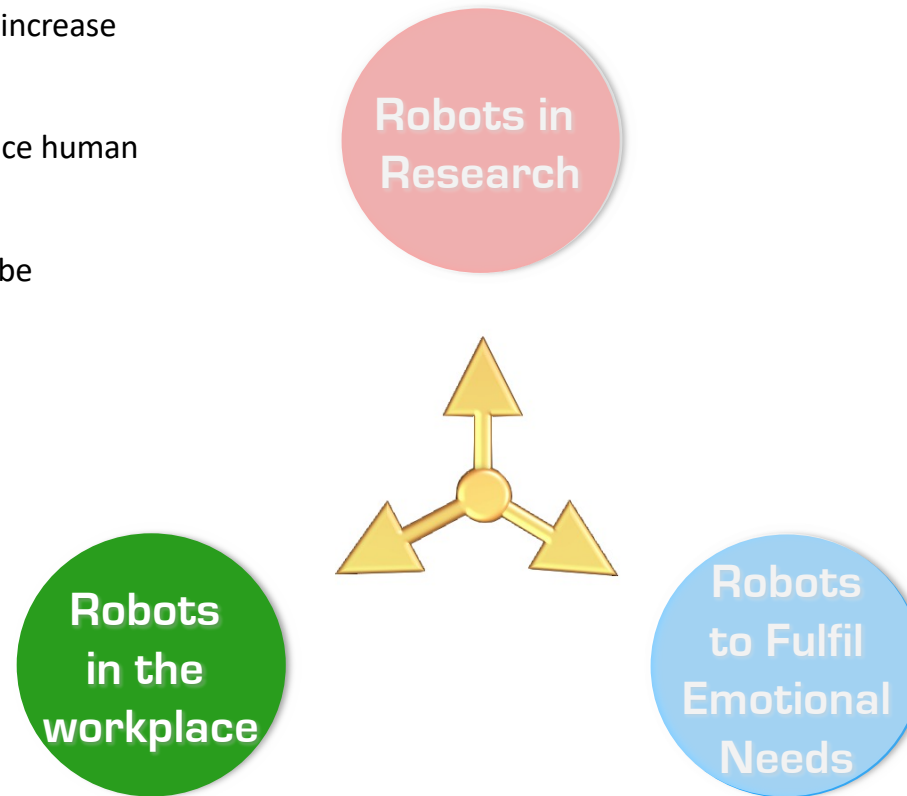 increase
ce human
be
Robots in
Research
Robots
in the
workplace
Robots
to Fulfil
Emotional
Needs